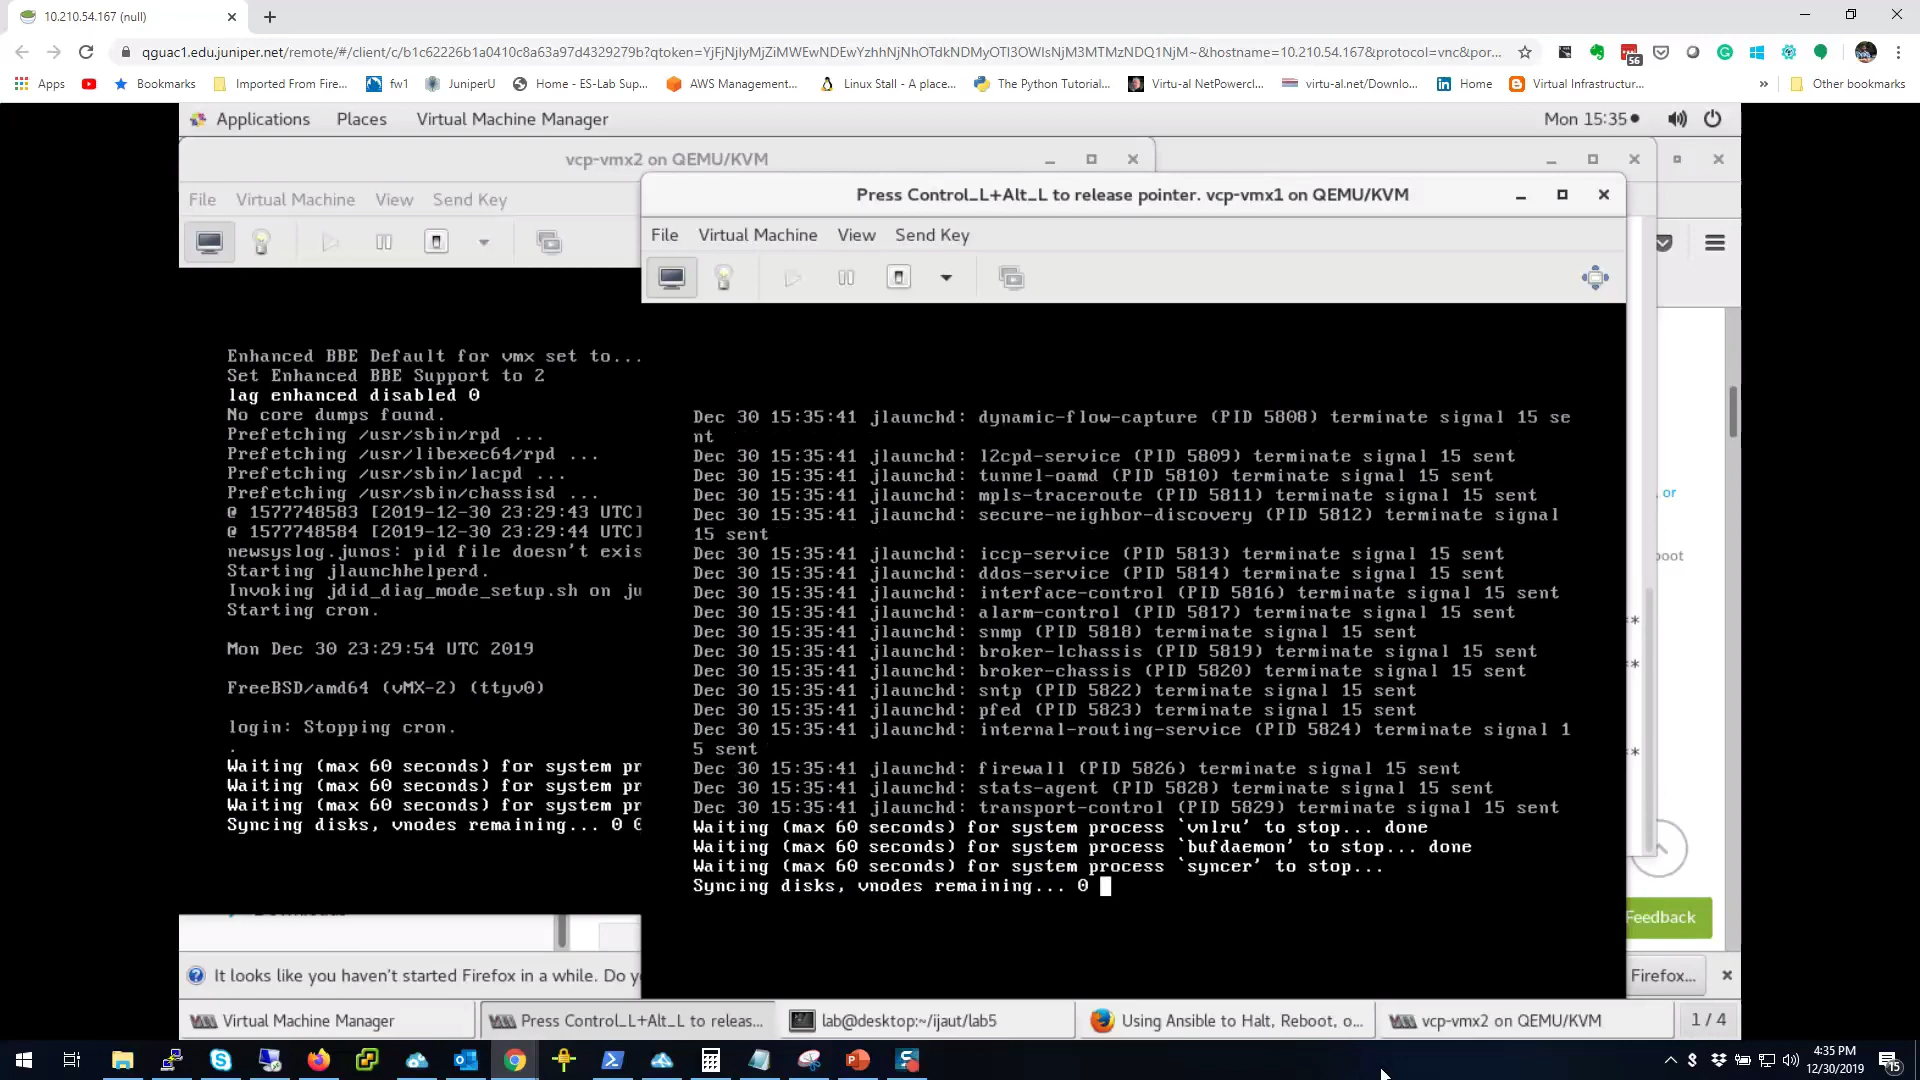 10.210.54.167 (null)
qguac1.edu.juniper.net/remote/#/client/c/b1c62226b1a0410c8a63a97d4329279b?qtoken=YjFjNjIyMjZiMWEwNDEwYzhhNjNhOTdkNDMyOTI3OWIsNjM3MTMzNDQ1NjM~&hostname=10.210.54.167&protocol=vnc&por...
56
Apps
Bookmarks
Imported From Fire...
fw1
JuniperU
Home - ES-Lab Sup...
AWS Management...
Linux Stall - A place...
The Python Tutorial...
Virtu-al NetPowercl...
virtu-al.net/Downlo...
Home
Virtual Infrastructur...
»
Other bookmarks
Applications Places Virtual Machine Manager
Mon 15:35
vcp-vmx2 on QEMU/KVM
File Virtual Machine View Send Key
Press Control_L+Alt_L to release pointer. vcp-vmx1 on QEMU/KVM
File Virtual Machine View Send Key
Enhanced BBE Default for vmx set to...
Set Enhanced BBE Support to 2
lag enhanced disabled 0
No core dumps found.
Prefetching /usr/sbin/rpd ...
Prefetching /usr/libexec64/rpd ...
Prefetching /usr/sbin/lacpd ...
Prefetching /usr/sbin/chassisd ...
@ 1577748583 [2019-12-30 23:29:43 UTC]
@ 1577748584 [2019-12-30 23:29:44 UTC]
newsyslog.junos: pid file doesn't exis
Starting jlaunchhelperd.
Invoking jdid_diag_mode_setup.sh on ju
Starting cron.
Mon Dec 30 23:29:54 UTC 2019
FreeBSD/amd64 (vMX-2) (ttyv0)
login: Stopping cron.
.
Waiting (max 60 seconds) for system pr
Waiting (max 60 seconds) for system pr
Waiting (max 60 seconds) for system pr
Syncing disks, vnodes remaining... 0 0
Dec 30 15:35:41 jlaunchd: dynamic-flow-capture (PID 5808) terminate signal 15 se
nt
Dec 30 15:35:41 jlaunchd: l2cpd-service (PID 5809) terminate signal 15 sent
Dec 30 15:35:41 jlaunchd: tunnel-oamd (PID 5810) terminate signal 15 sent
Dec 30 15:35:41 jlaunchd: mpls-traceroute (PID 5811) terminate signal 15 sent
Dec 30 15:35:41 jlaunchd: secure-neighbor-discovery (PID 5812) terminate signal
15 sent
Dec 30 15:35:41 jlaunchd: iccp-service (PID 5813) terminate signal 15 sent
Dec 30 15:35:41 jlaunchd: ddos-service (PID 5814) terminate signal 15 sent
Dec 30 15:35:41 jlaunchd: interface-control (PID 5816) terminate signal 15 sent
Dec 30 15:35:41 jlaunchd: alarm-control (PID 5817) terminate signal 15 sent
Dec 30 15:35:41 jlaunchd: snmp (PID 5818) terminate signal 15 sent
Dec 30 15:35:41 jlaunchd: broker-lchassis (PID 5819) terminate signal 15 sent
Dec 30 15:35:41 jlaunchd: broker-chassis (PID 5820) terminate signal 15 sent
Dec 30 15:35:41 jlaunchd: sntp (PID 5822) terminate signal 15 sent
Dec 30 15:35:41 jlaunchd: pfed (PID 5823) terminate signal 15 sent
Dec 30 15:35:41 jlaunchd: internal-routing-service (PID 5824) terminate signal 1
5 sent
Dec 30 15:35:41 jlaunchd: firewall (PID 5826) terminate signal 15 sent
Dec 30 15:35:41 jlaunchd: stats-agent (PID 5828) terminate signal 15 sent
Dec 30 15:35:41 jlaunchd: transport-control (PID 5829) terminate signal 15 sent
Waiting (max 60 seconds) for system process `vnlru' to stop... done
Waiting (max 60 seconds) for system process `bufdaemon' to stop... done
Waiting (max 60 seconds) for system process `syncer' to stop...
Syncing disks, vnodes remaining... 0
or
oot
*
*
*
Feedback
It looks like you haven't started Firefox in a while. Do y
Firefox...
Virtual Machine Manager
Press Control_L+Alt_L to releas...
lab@desktop:~/ijaut/lab5
Using Ansible to Halt, Reboot, o...
vcp-vmx2 on QEMU/KVM
1 / 4
4:35 PM
12/30/2019
15